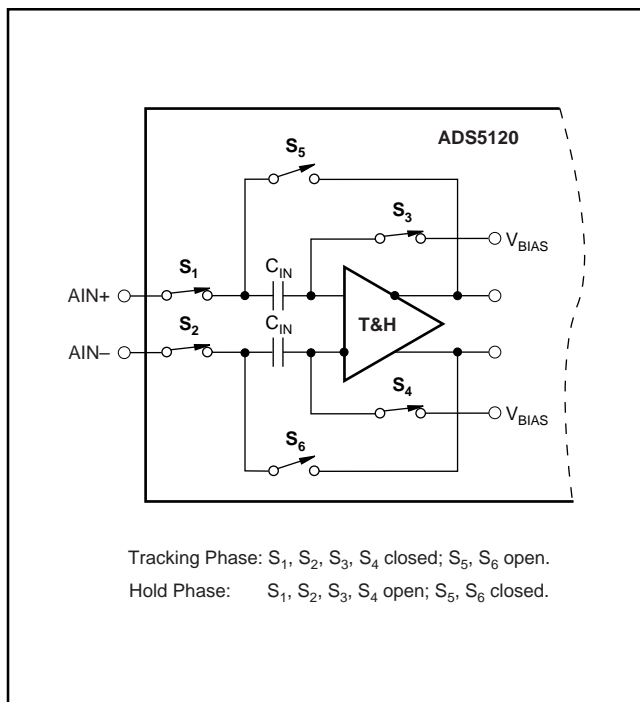 ADS5120
S5
S3
VBIAS
S1
CIN
AIN+
T&H
S2
CIN
AIN–
S4
VBIAS
S6
Tracking Phase: S1, S2, S3, S4 closed; S5, S6 open.
Hold Phase: S1, S2, S3, S4 open; S5, S6 closed.